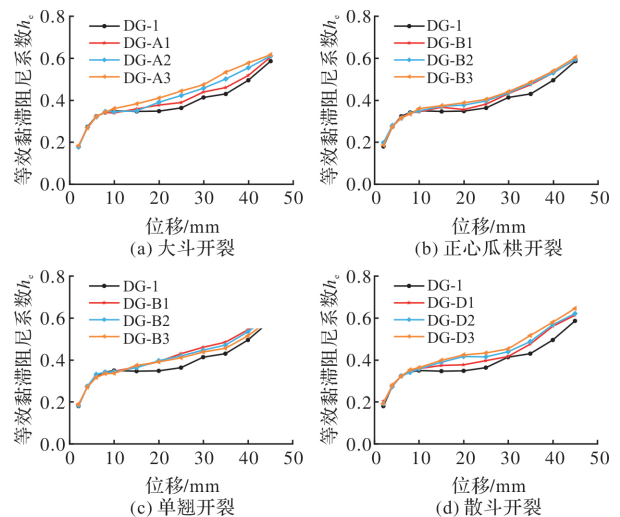 等效黏滞阻尼系数he
0.8
0.6
0.4
0.2
0.0
DG-1
DG-A1
DG-A2
DG-A3
0 10 20 30 40 50
位移/mm
(a) 大斗开裂
等效黏滞阻尼系数he
0.8
0.6
0.4
0.2
0.0
DG-1
DG-B1
DG-B2
DG-B3
0 10 20 30 40 50
位移/mm
(b) 正心瓜栱开裂
等效黏滞阻尼系数he
0.8
0.6
0.4
0.2
0.0
DG-1
DG-B1
DG-B2
DG-B3
0 10 20 30 40 50
位移/mm
(c) 单翘开裂
等效黏滞阻尼系数he
0.8
0.6
0.4
0.2
0.0
DG-1
DG-D1
DG-D2
DG-D3
0 10 20 30 40 50
位移/mm
(d) 散斗开裂